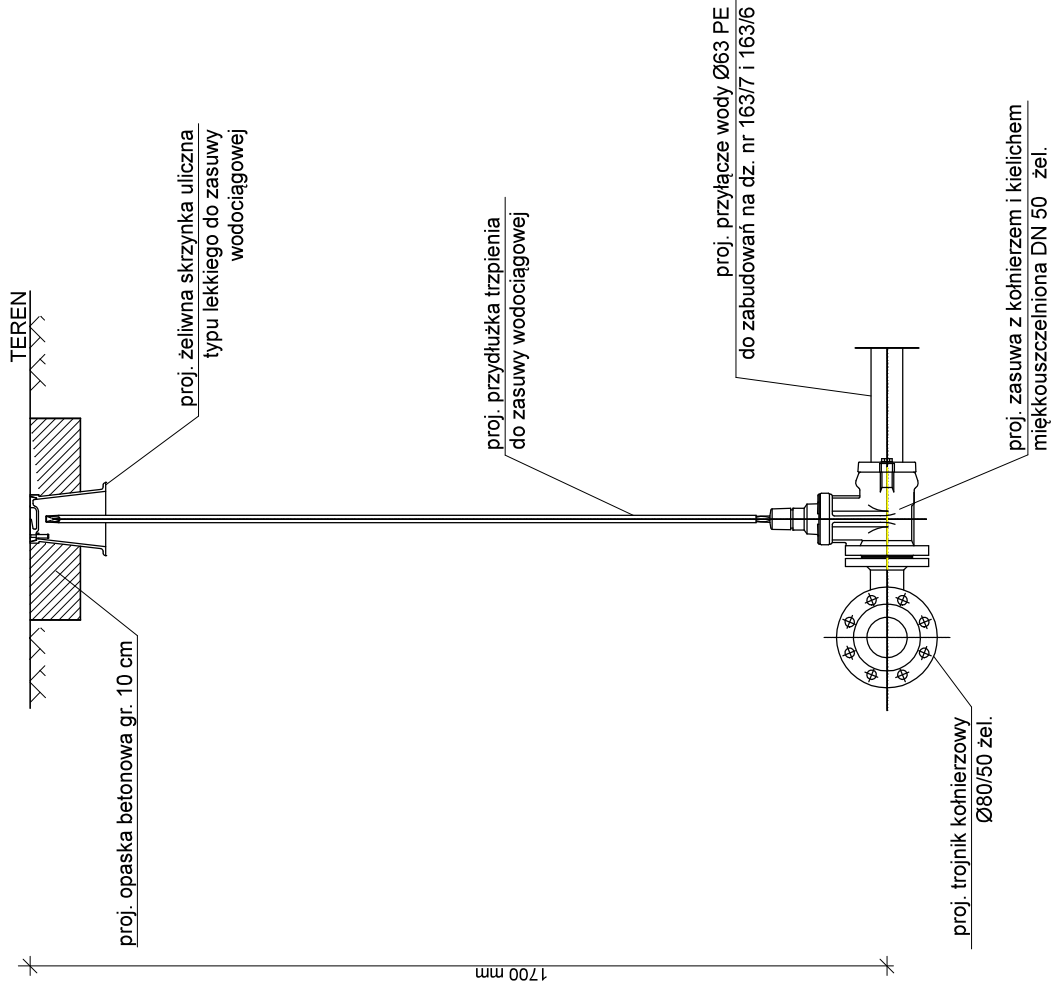 TEREN
proj. żeliwna skrzynka uliczna
typu lekkiego do zasuwy
wodociągowej
proj. przydłużka trzpienia
do zasuwy wodociągowej
proj. przyłącze wody Ø63 PE
do zabudowań na dz. nr 163/7 i 163/6
proj. zasuwa z kołnierzem i kielichem
miękkouszczelniona DN 50 żel.
proj. opaska betonowa gr. 10 cm
proj. trojnik kołnierzowy
Ø80/50 żel.
1700 mm